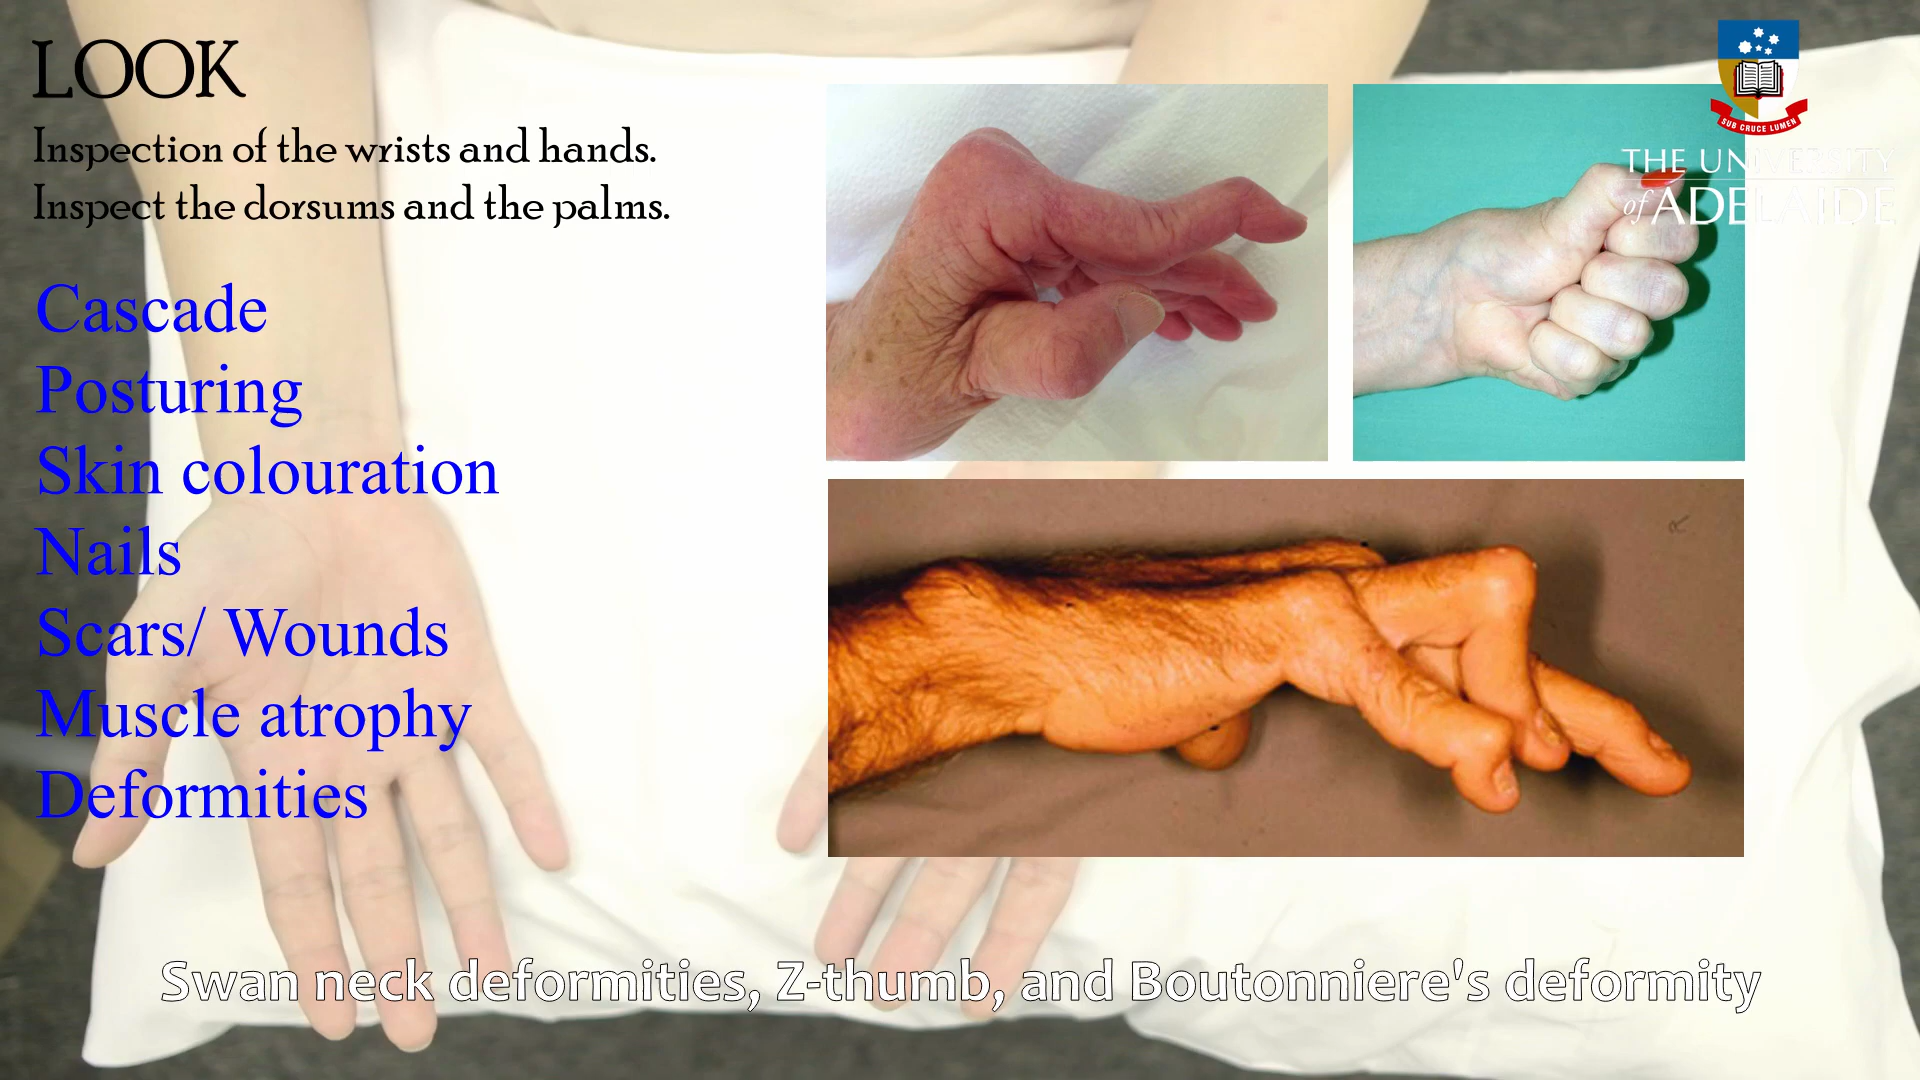 LOOK
Inspection of the wrists and hands.
Inspect the dorsums and the palms.
Cascade
Posturing
Skin colouration
Nails
Scars/ Wounds
Muscle atrophy
Deformities
SUB CRUCE LUMEN
THE UNIVERSITY
of ADELAIDE
Swan neck deformities, Z-thumb, and Boutonniere's deformity